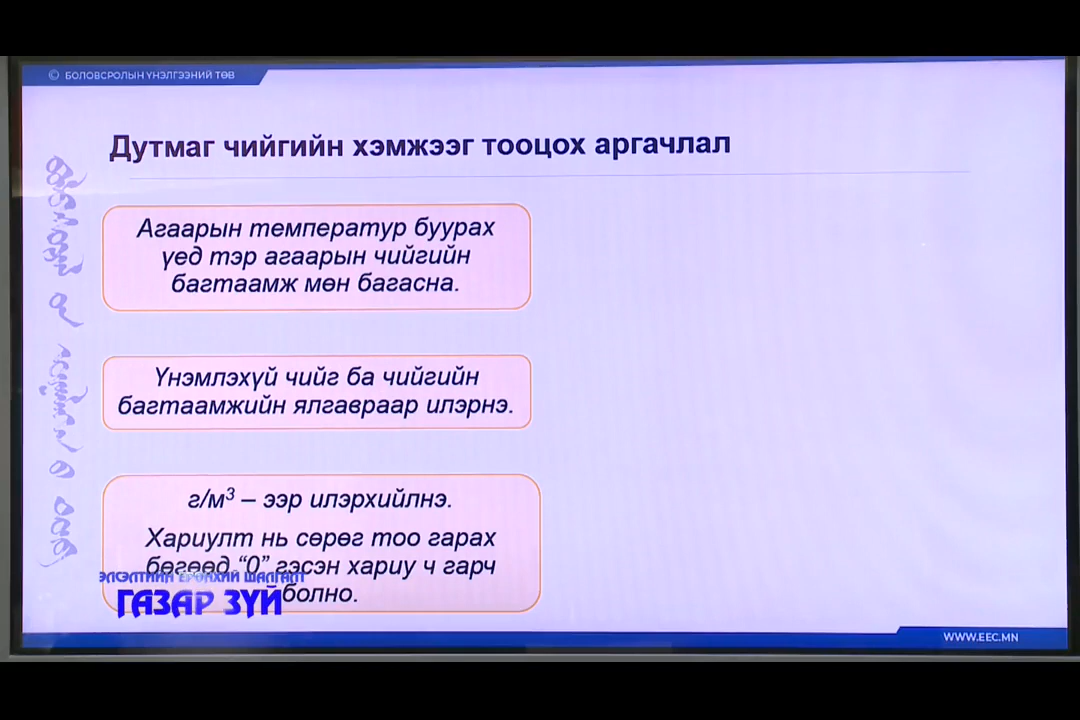 © БОЛОВСРОЛЫН ҮНЭЛГЭЭНИЙ ТӨВ
Дутмаг чийгийн хэмжээг тооцох аргачлал
Агаарын температур буурах
үед тэр агаарын чийгийн
багтаамж мөн багасна.
Үнэмлэхүй чийг ба чийгийн
багтаамжийн ялгавраар илэрнэ.
г/м³ – ээр илэрхийлнэ.
Хариулт нь сөрөг тоо гарах
бөгөөд “0” гэсэн хариу ч гарч
болно.
ЭЛСЭЛТИЙН ЕРӨНХИЙ ШАЛГАЛТ
ГАЗАР ЗҮЙ
WWW.EEC.MN